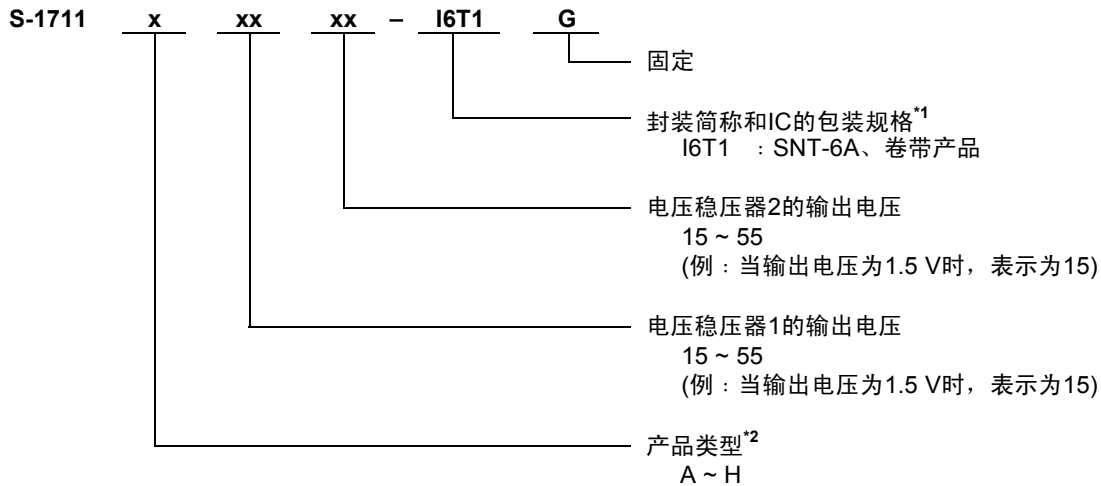 S-1711 x xx xx – I6T1 G
固定
封装简称和IC的包装规格*1
I6T1 : SNT-6A、卷带产品
电压稳压器2的输出电压
15 ~ 55
(例：当输出电压为1.5 V时，表示为15)
电压稳压器1的输出电压
15 ~ 55
(例：当输出电压为1.5 V时，表示为15)
产品类型*2
A ~ H